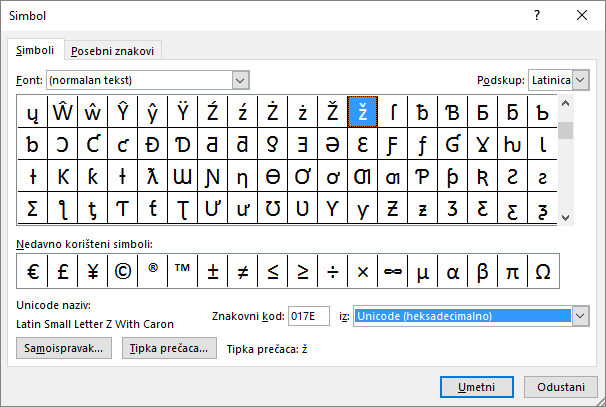 Simbol
Simboli Posebni znakovi
Font: (normalan tekst) Podskup: Latinica
ų Ŵ ŵ Ŷ ŷ Ÿ Ź ź Ż ż Ž ž ſ ƀ Ɓ Ƃ ƃ Ƅ
ƅ Ɔ Ƈ ƈ Ɖ Ɗ Ƌ ƌ ƍ Ǝ Ə Ɛ Ƒ ƒ Ɠ Ɣ ƕ Ɩ
Ɨ Ƙ ƙ ƚ ƛ Ɯ Ɲ ƞ Ɵ Ơ ơ Ƣ ƣ Ƥ ƥ Ʀ Ƨ ƨ
Ʃ ƪ ƫ Ƭ ƭ Ʈ Ư ư Ʊ Ʋ Ƴ ƴ Ƶ ƶ Ʒ Ƹ ƹ ƺ
Nedavno korišteni simboli:
€ £ ¥ © ® ™ ± ≠ ≤ ≥ ÷ × ∞ µ α β π Ω
Unicode naziv:
Latin Small Letter Z With Caron
Znakovni kod: 017E iz: Unicode (heksadecimalno)
Samoispravak... Tipka prečaca... Tipka prečaca: ž
Umetni Odustani